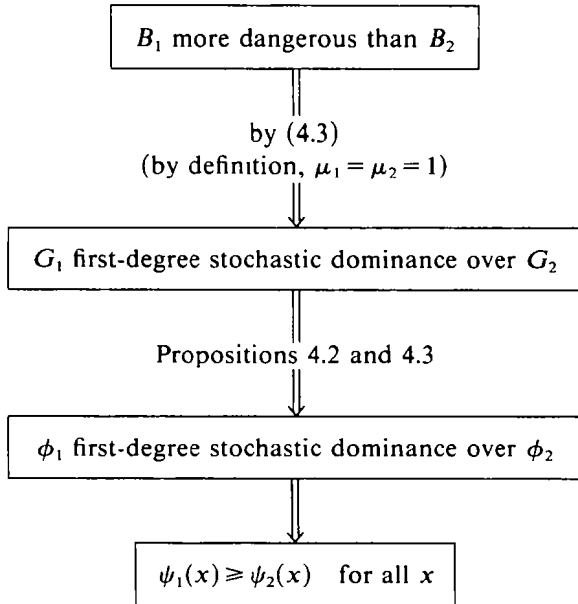 B₁ more dangerous than B₂
by (4.3)
(by definition, μ₁ = μ₂ = 1)
G₁ first-degree stochastic dominance over G₂
Propositions 4.2 and 4.3
ϕ₁ first-degree stochastic dominance over ϕ₂
ψ₁(x) ⩾ ψ₂(x) for all x